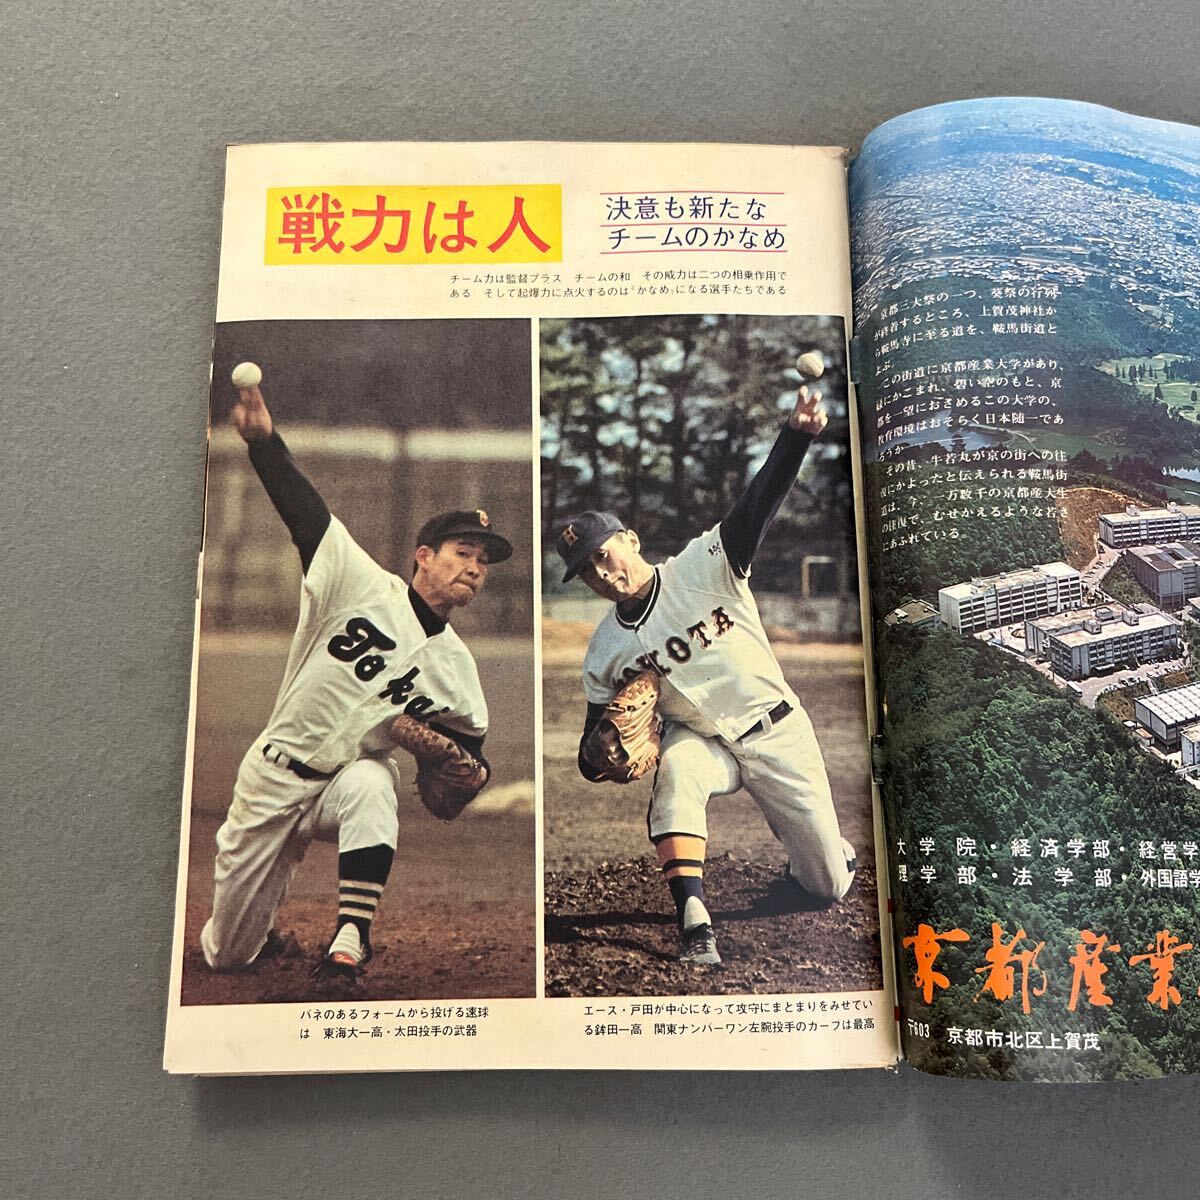 戦力は人
決意も新たな
チームのかなめ
チーム力は監督プラス チームの和 その威力は二つの相乗作用で
ある そして起爆力に点火するのは〝かなめ〟になる選手たちである
Tokai
H
HOKOTA
バネのあるフォームから投げる速球
は 東海大一高・太田投手の武器
エース・戸田が中心になって攻守にまとまりをみせてい
る鉾田一高 関東ナンバーワン左腕投手のカーブは最高
京都三大祭の一つ、葵祭の行列
が終着するところ、上賀茂神社か
ら鞍馬寺に至る道を、鞍馬街道と
よぶ。
この街道に京都産業大学があり、
緑にかこまれ、碧い空のもと、京
都を一望におさめるこの大学の、
教育環境はおそらく日本随一であ
ろうか
その昔、牛若丸が京の街への往
復にかよったと伝えられる鞍馬街
道は、今、一万数千の京都産大生
の往復で、むせかえるような若さ
にあふれている。
大学院・経済学部・経営学
理学部・法学部・外国語学
京都産業
〒603 京都市北区上賀茂